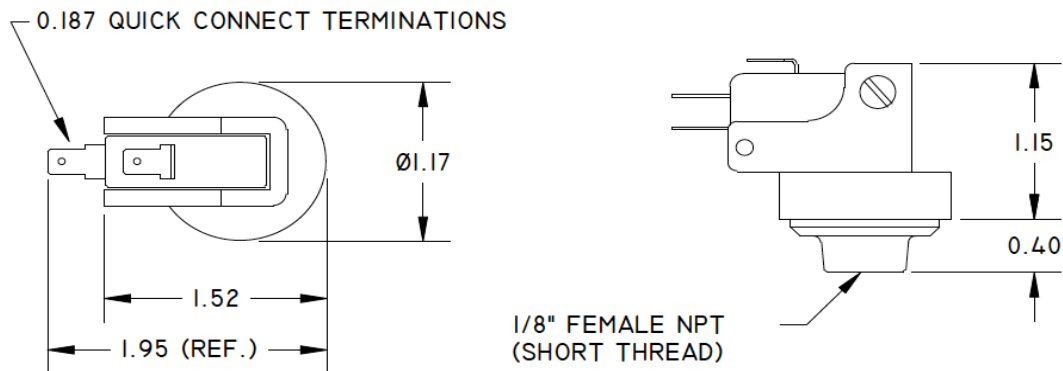 0.187 QUICK CONNECT TERMINATIONS
Ø1.17
1.52
1.95 (REF.)
1.15
0.40
1/8" FEMALE NPT
(SHORT THREAD)